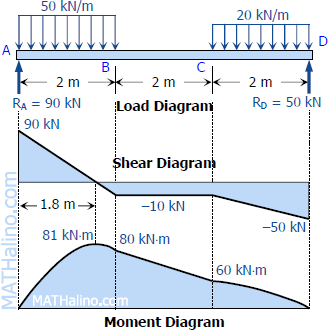 50 kN/m
20 kN/m
A
D
B
C
2 m
2 m
2 m
R_A = 90 kN
Load Diagram
R_D = 50 kN
90 kN
Shear Diagram
1.8 m
−10 kN
−50 kN
81 kN·m
80 kN·m
60 kN·m
MATHalino.com
MATHalino.com
Moment Diagram